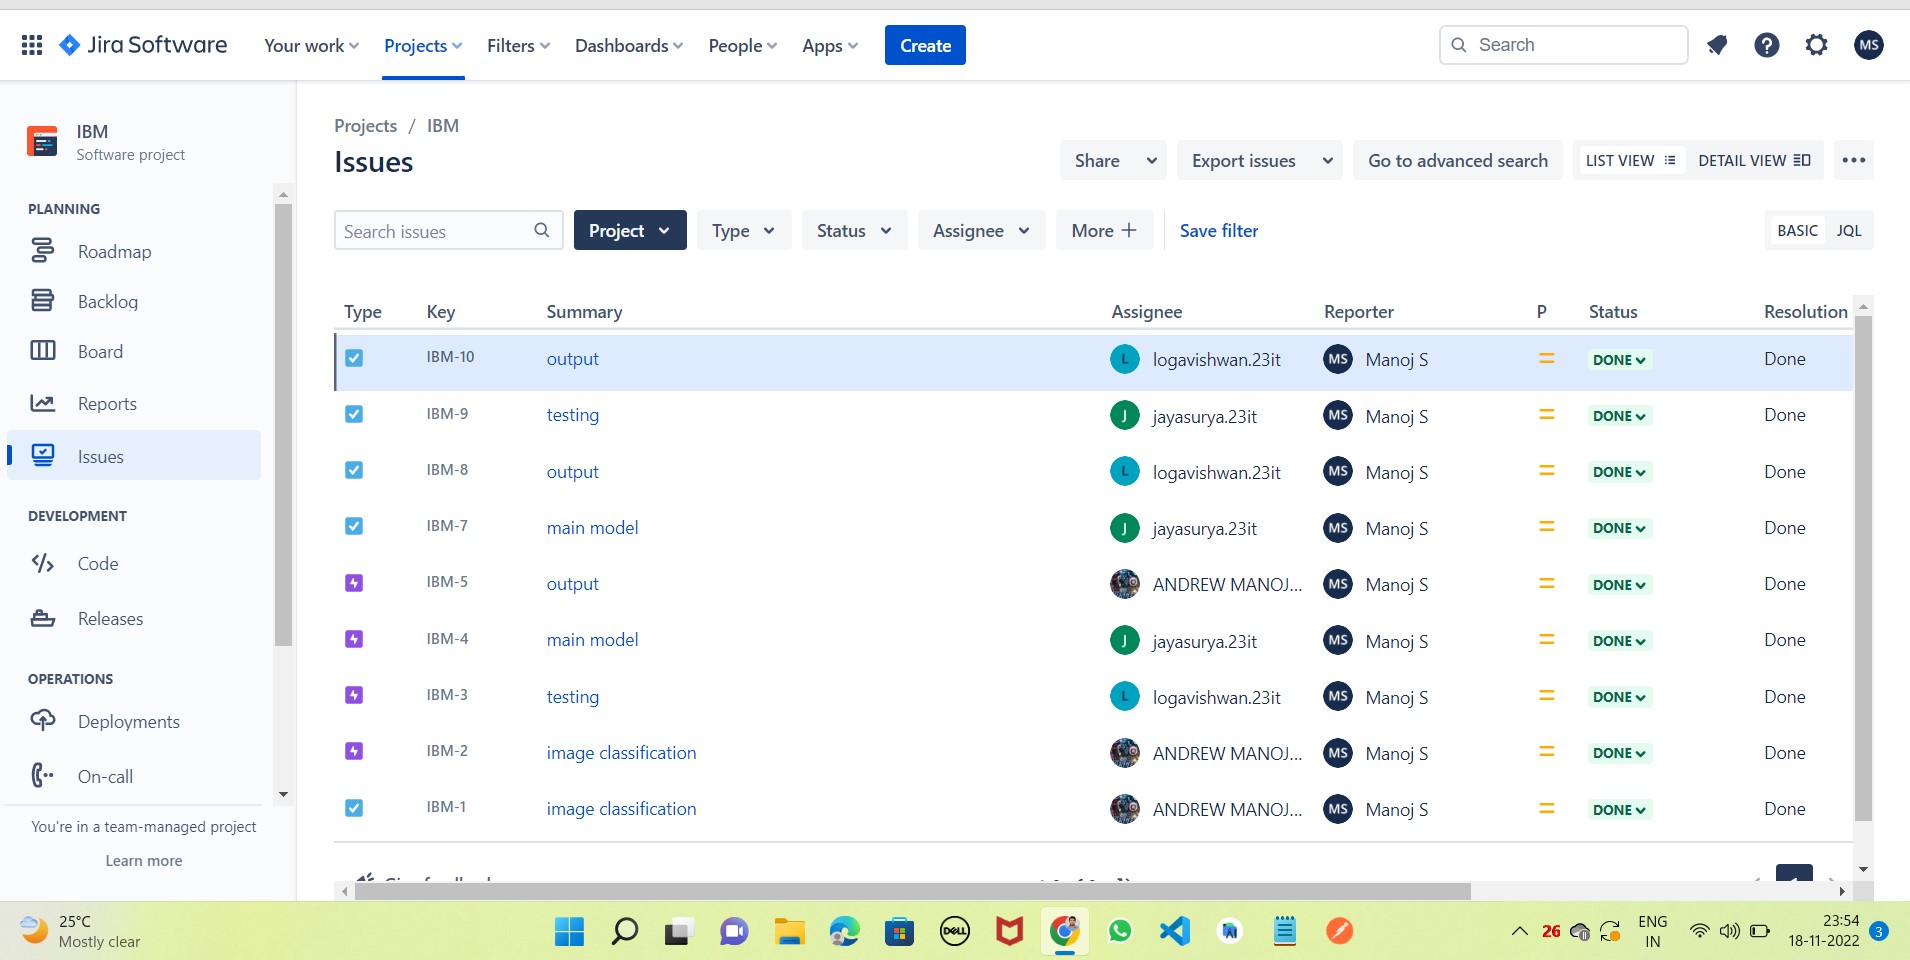 Jira Software Your work Projects Filters Dashboards People Apps Create Search MS
IBM
Software project
PLANNING
Roadmap
Backlog
Board
Reports
Issues
DEVELOPMENT
Code
Releases
OPERATIONS
Deployments
On-call
You're in a team-managed project
Learn more
Projects / IBM
Issues
Share Export issues Go to advanced search LIST VIEW DETAIL VIEW
Search issues Project Type Status Assignee More + Save filter BASIC JQL
Type Key Summary Assignee Reporter P Status Resolution
IBM-10 output L logavishwan.23it MS Manoj S DONE Done
IBM-9 testing J jayasurya.23it MS Manoj S DONE Done
IBM-8 output L logavishwan.23it MS Manoj S DONE Done
IBM-7 main model J jayasurya.23it MS Manoj S DONE Done
IBM-5 output ANDREW MANOJ... MS Manoj S DONE Done
IBM-4 main model J jayasurya.23it MS Manoj S DONE Done
IBM-3 testing L logavishwan.23it MS Manoj S DONE Done
IBM-2 image classification ANDREW MANOJ... MS Manoj S DONE Done
IBM-1 image classification ANDREW MANOJ... MS Manoj S DONE Done
25°C
Mostly clear
DELL
26
ENG
IN
23:54
18-11-2022
3